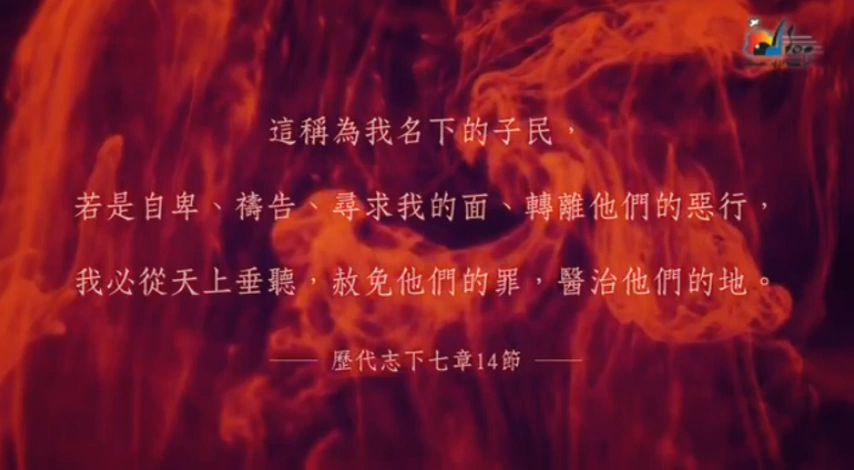 這稱為我名下的子民，
若是自卑、禱告、尋求我的面、轉離他們的惡行，
我必從天上垂聽，赦免他們的罪，醫治他們的地。
歷代志下七章14節